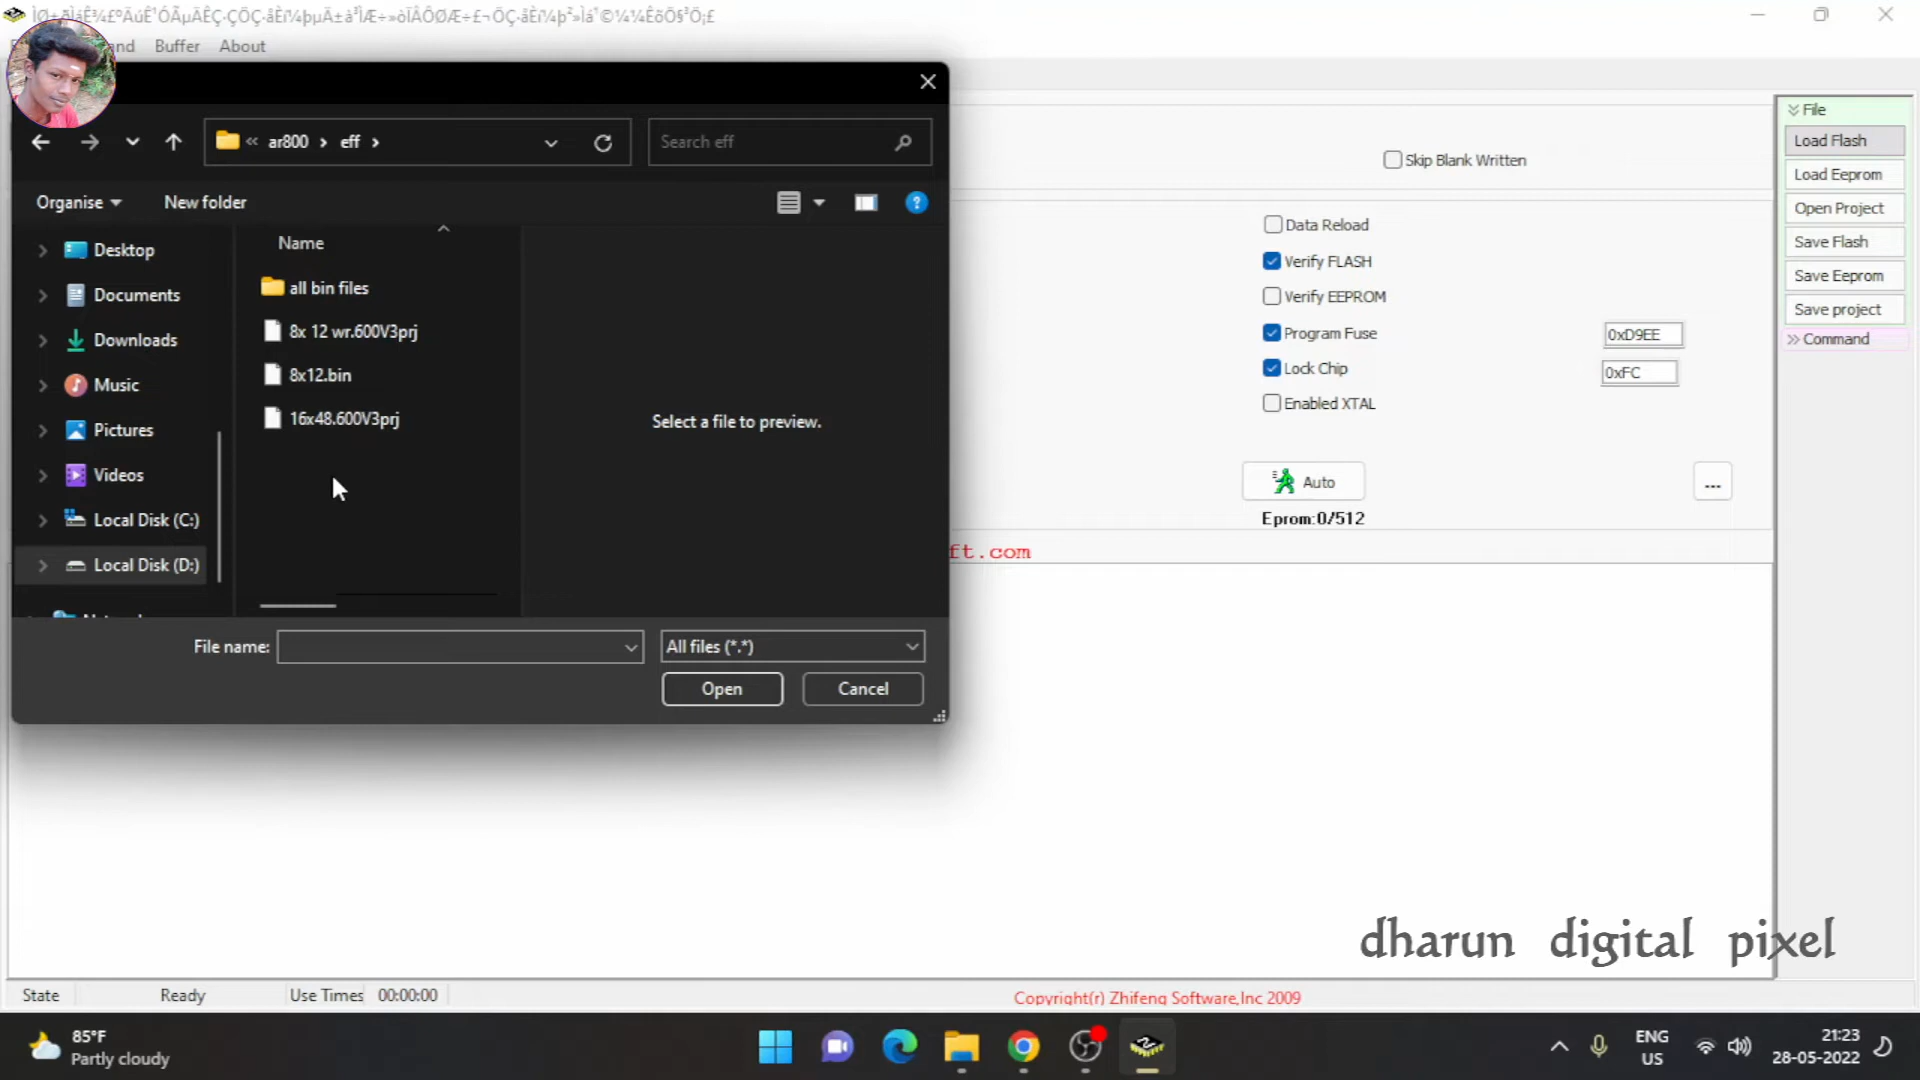 Buffer
About
ar800
eff
Search eff
Organise
New folder
Name
Desktop
Documents
Downloads
Music
Pictures
Videos
Local Disk (C:)
Local Disk (D:)
all bin files
8x 12 wr.600V3prj
8x12.bin
16x48.600V3prj
Select a file to preview.
File name:
All files (*.*)
Open
Cancel
Skip Blank Written
Data Reload
Verify FLASH
Verify EEPROM
Program Fuse
0xD9EE
Lock Chip
0xFC
Enabled XTAL
Auto
...
Eprom:0/512
ft.com
File
Load Flash
Load Eeprom
Open Project
Save Flash
Save Eeprom
Save project
Command
dharun digital pixel
State
Ready
Use Times 00:00:00
Copyright(r) Zhifeng Software,Inc 2009
85°F
Partly cloudy
ENG
US
21:23
28-05-2022